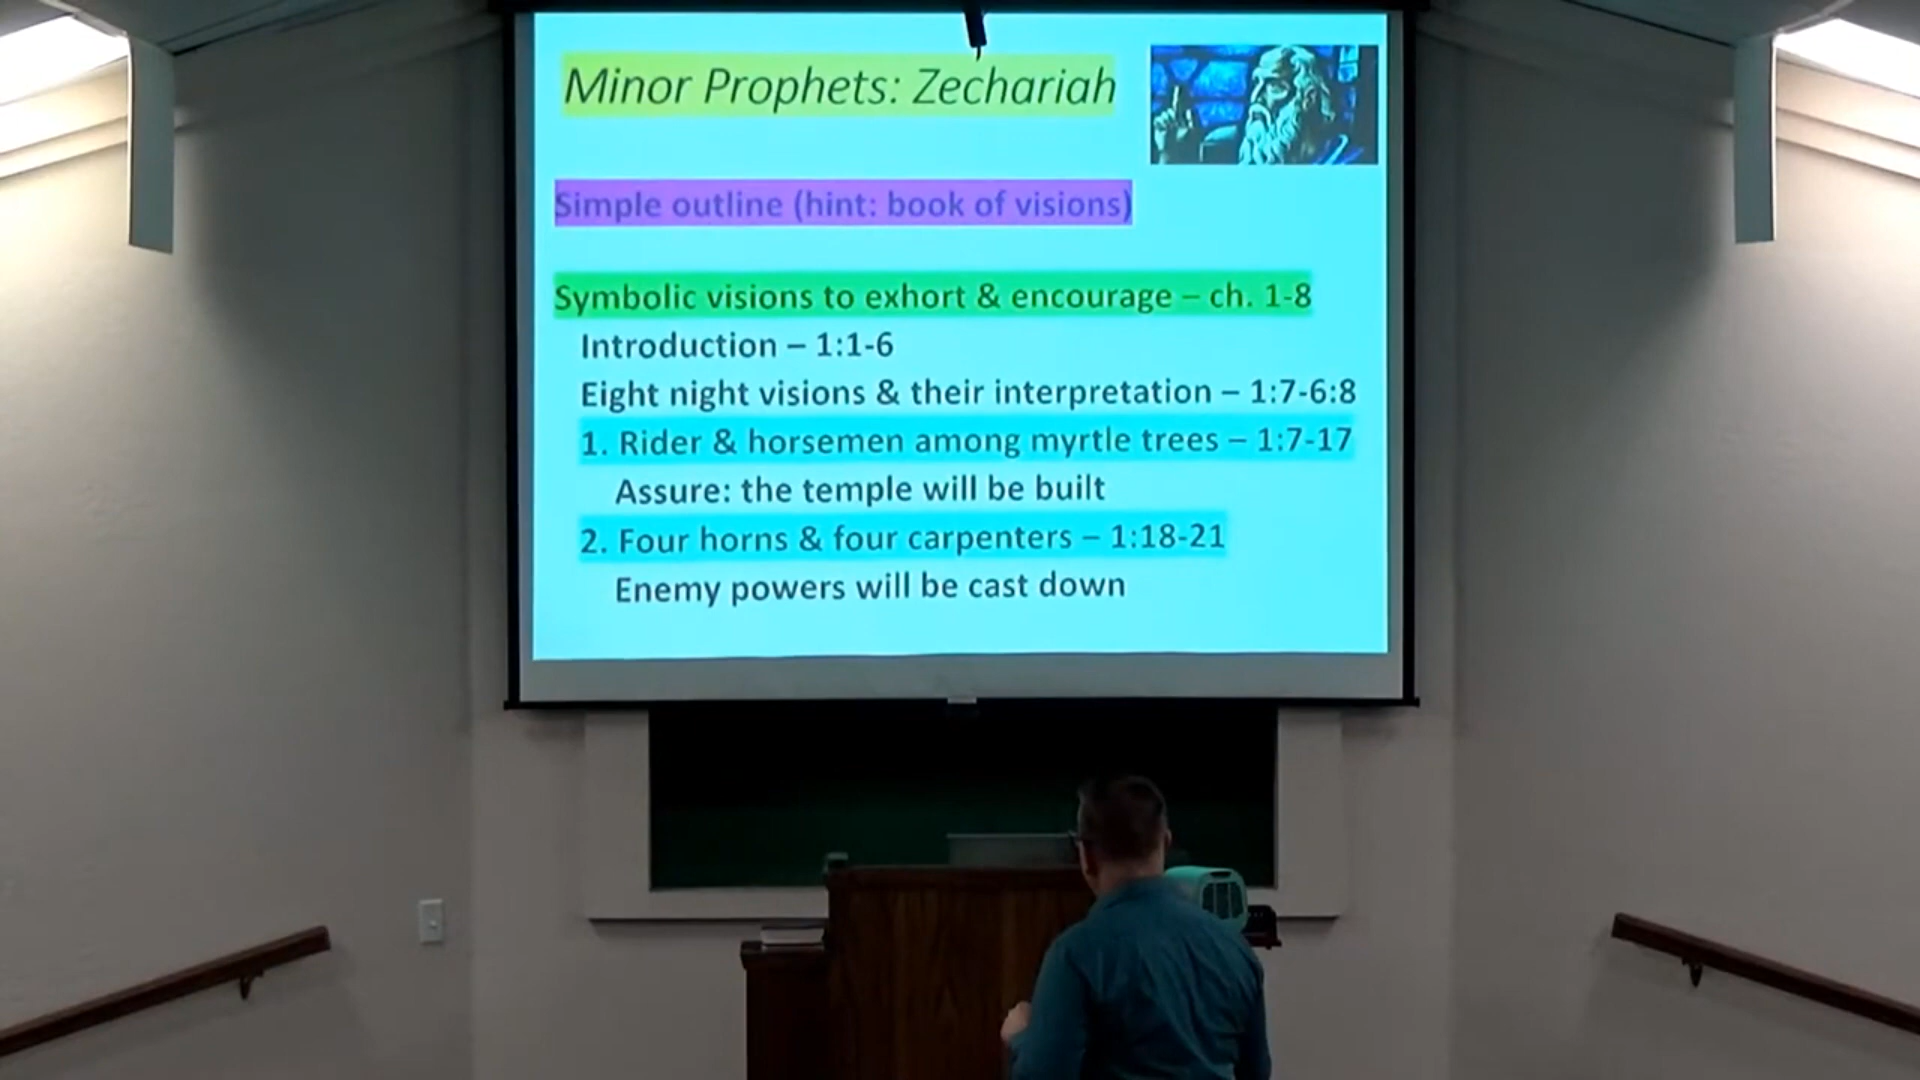 Minor Prophets: Zechariah
Simple outline (hint: book of visions)
Symbolic visions to exhort & encourage – ch. 1-8
Introduction – 1:1-6
Eight night visions & their interpretation – 1:7-6:8
1. Rider & horsemen among myrtle trees – 1:7-17
Assure: the temple will be built
2. Four horns & four carpenters – 1:18-21
Enemy powers will be cast down